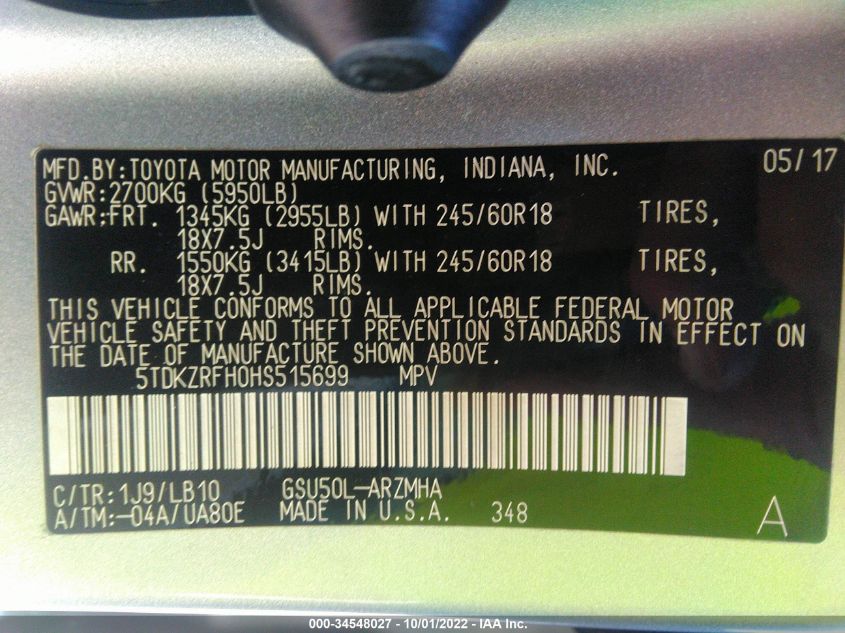 MFD.BY:TOYOTA MOTOR MANUFACTURING, INDIANA, INC. 05/17
GVWR:2700KG (5950LB)
GAWR:FRT. 1345KG (2955LB) WITH 245/60R18 TIRES,
18X7.5J RIMS.
RR. 1550KG (3415LB) WITH 245/60R18 TIRES,
18X7.5J RIMS.
THIS VEHICLE CONFORMS TO ALL APPLICABLE FEDERAL MOTOR
VEHICLE SAFETY AND THEFT PREVENTION STANDARDS IN EFFECT ON
THE DATE OF MANUFACTURE SHOWN ABOVE.
5TDKZRFH0HS515699 MPV
C/TR:1J9/LB10 GSU50L-ARZMHA
A/TM:-04A/UA80E MADE IN U.S.A. 348 A
000-34548027 - 10/01/2022 - IAA Inc.